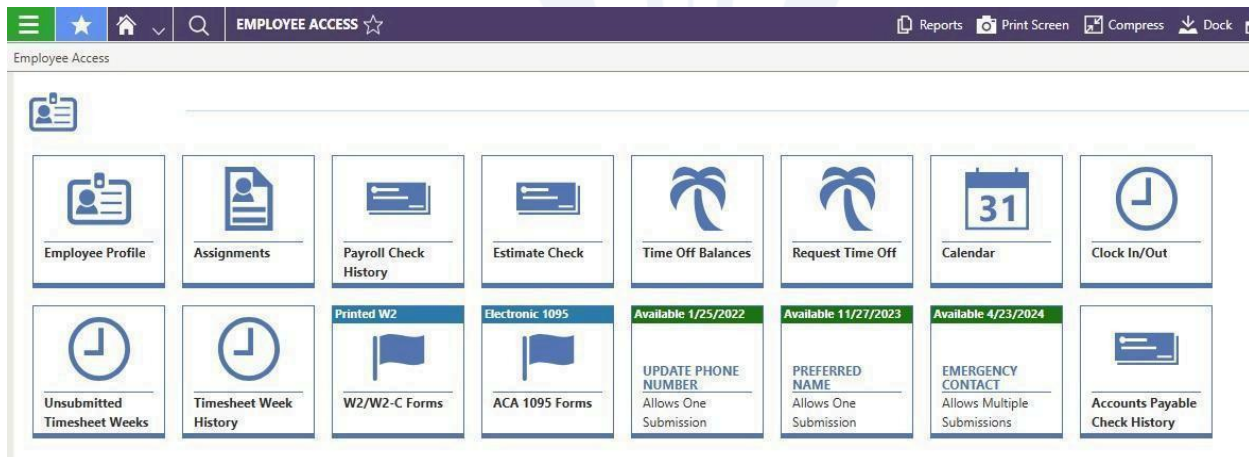 EMPLOYEE ACCESS
Reports
Print Screen
Compress
Dock
Employee Access
Employee Profile
Assignments
Payroll Check
History
Estimate Check
Time Off Balances
Request Time Off
31
Calendar
Clock In/Out
Unsubmitted
Timesheet Weeks
Timesheet Week
History
Printed W2
W2/W2-C Forms
Electronic 1095
ACA 1095 Forms
Available 1/25/2022
UPDATE PHONE
NUMBER
Allows One
Submission
Available 11/27/2023
PREFERRED
NAME
Allows One
Submission
Available 4/23/2024
EMERGENCY
CONTACT
Allows Multiple
Submissions
Accounts Payable
Check History